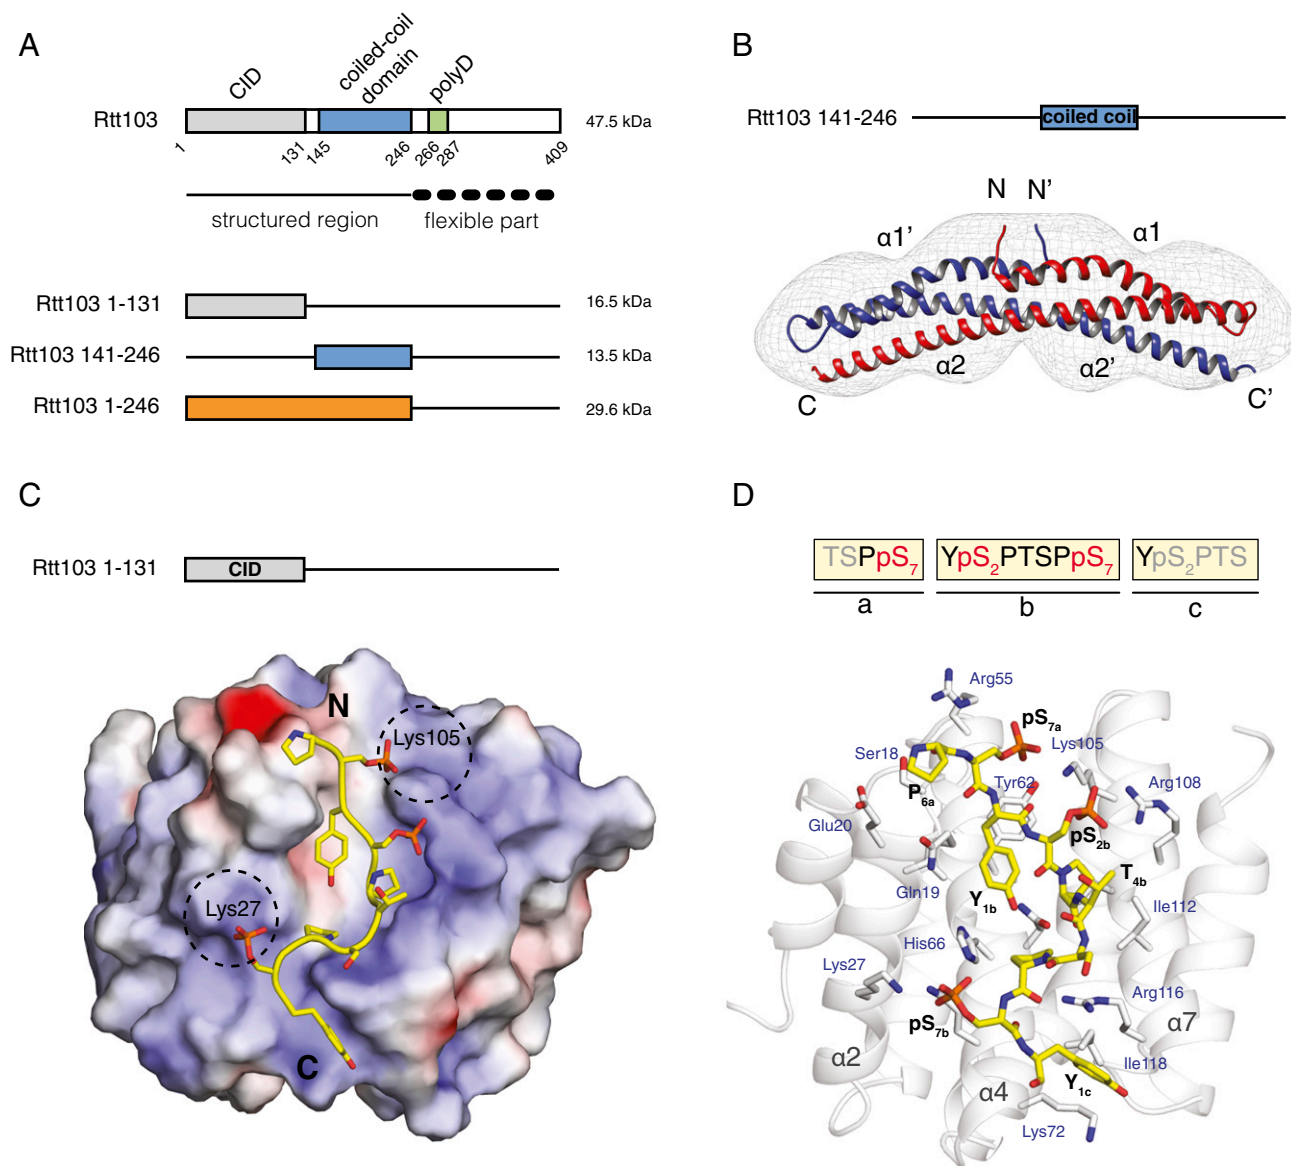 A
CID
coiled-coil
domain
polyD
Rtt103
47.5 kDa
1
131
145
246
266
287
409
structured region
flexible part
Rtt103 1-131
16.5 kDa
Rtt103 141-246
13.5 kDa
Rtt103 1-246
29.6 kDa
B
Rtt103 141-246
coiled coil
N
N'
α1'
α1
α2
α2'
C
C'
C
Rtt103 1-131
CID
N
Lys105
Lys27
C
D
TSPpS7
YpS2PTSPpS7
YpS2PTS
a
b
c
Arg55
pS7a
Ser18
Lys105
Tyr62
Arg108
P6a
Glu20
pS2b
Gln19
T4b
Y1b
Ile112
His66
Lys27
Arg116
pS7b
α7
α2
Ile118
α4
Y1c
Lys72